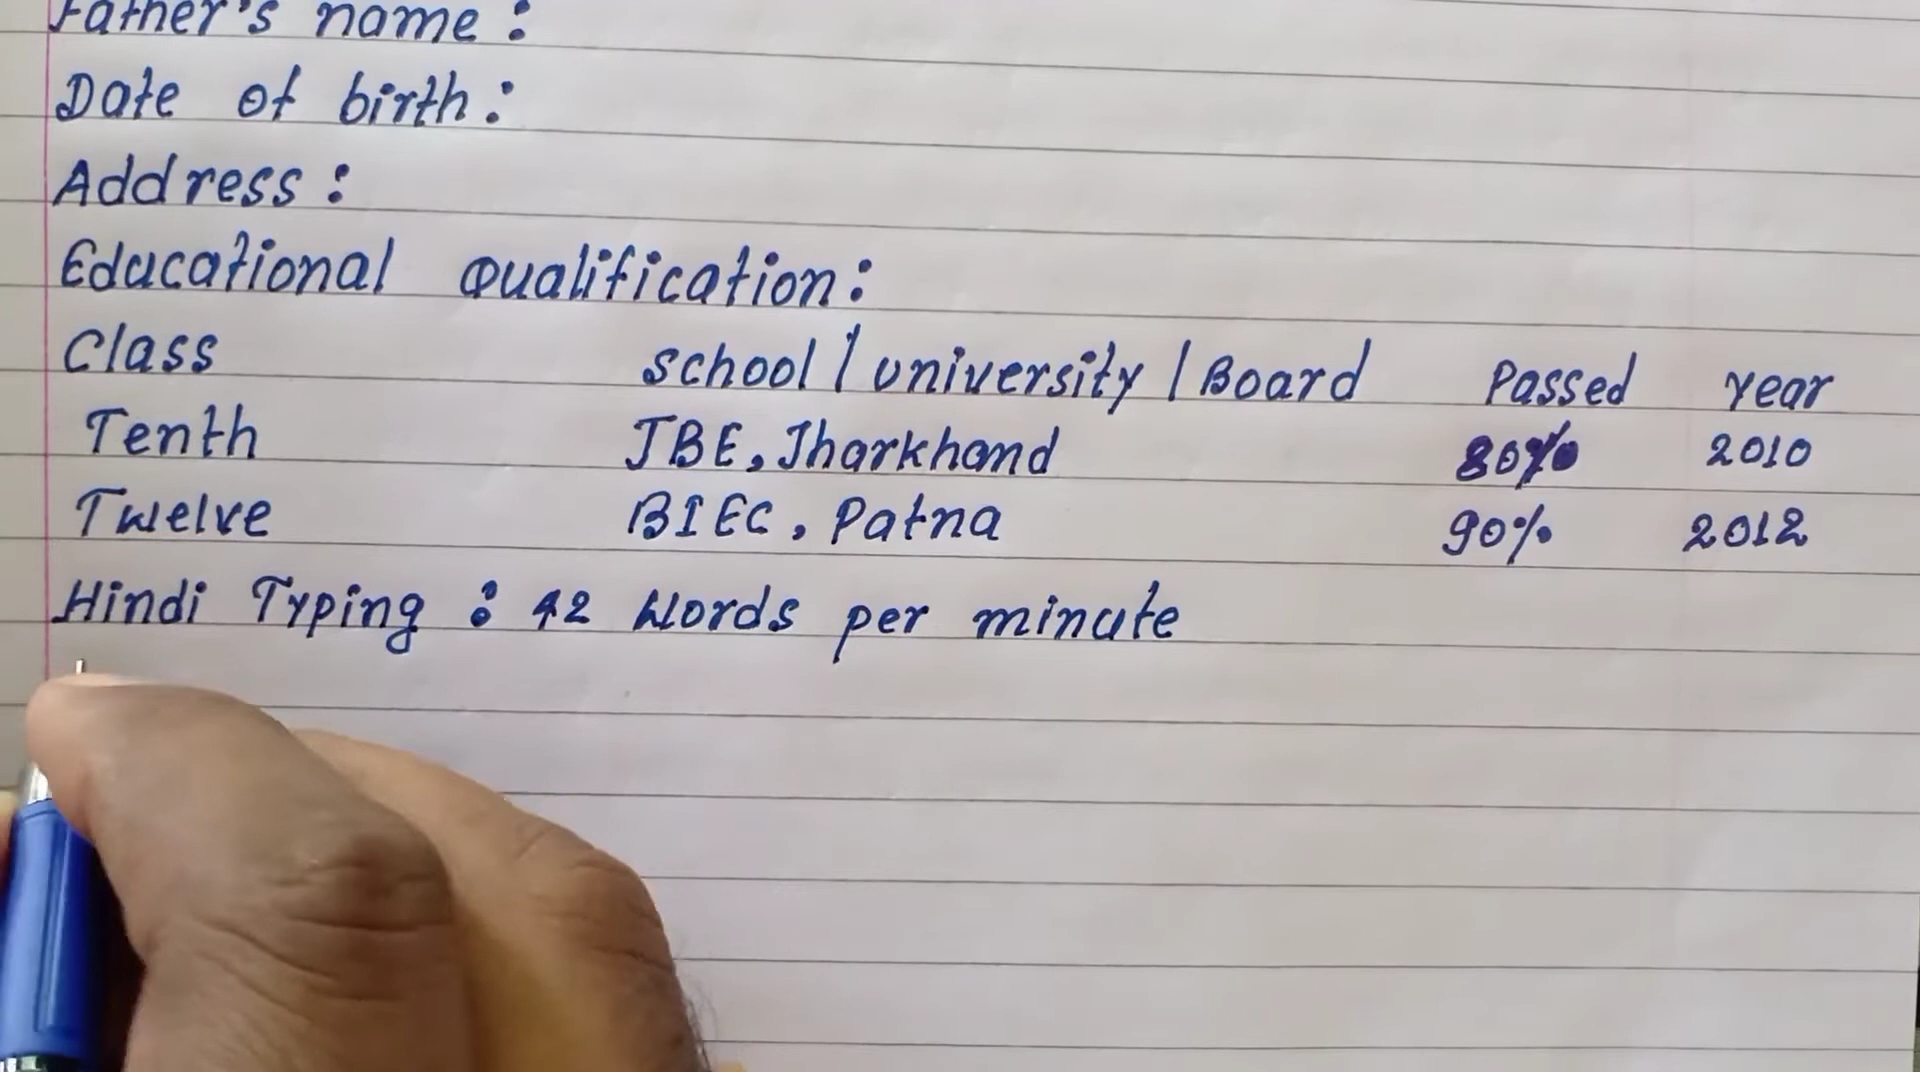 Father's name :
Date of birth :
Address :
Educational Qualification :
Class school / university / Board Passed year
Tenth JBE, Jharkhand 80% 2010
Twelve BIEC, Patna 90% 2012
Hindi Typing : 42 Words per minute